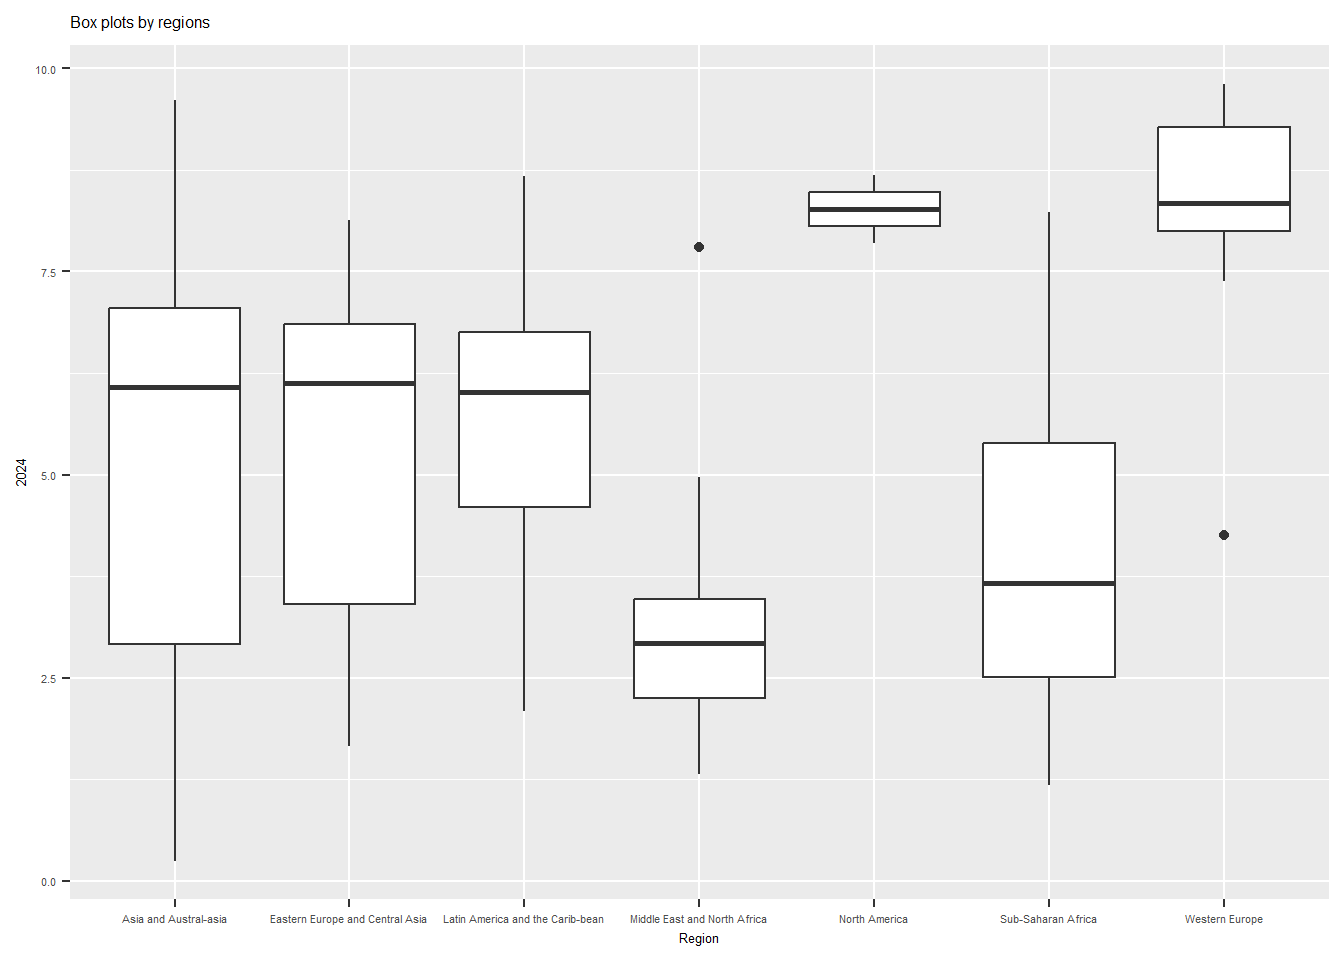 Box plots by regions
10.0
7.5
5.0
2.5
0.0
2024
Asia and Austral-asia
Eastern Europe and Central Asia
Latin America and the Carib-bean
Middle East and North Africa
North America
Sub-Saharan Africa
Western Europe
Region